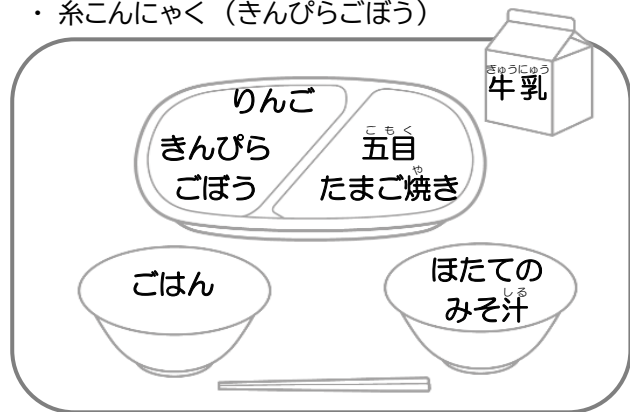 ・ 糸こんにゃく（きんぴらごぼう）
ぎゅうにゅう
牛乳
りんご
きんぴら
ごぼう
こもく
五目
や
たまご焼き
ごはん
ほたての
しる
みそ汁